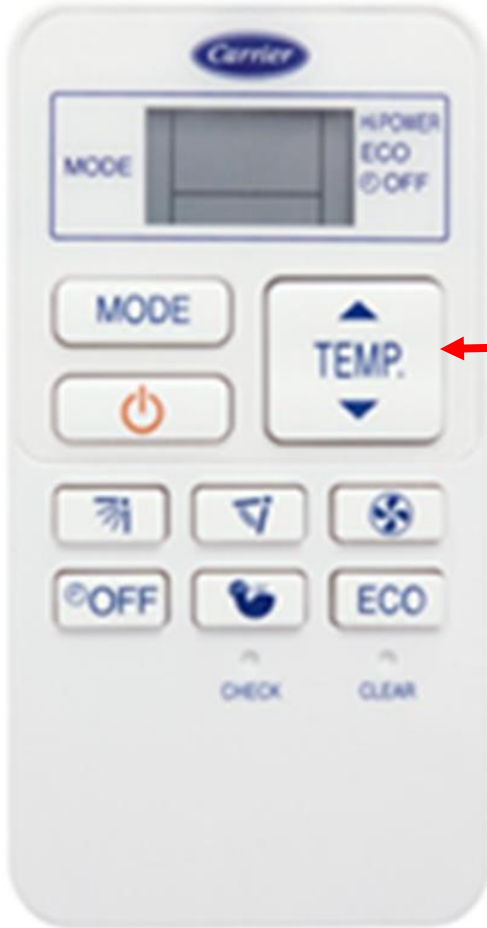 Carrier
MODE
Hi POWER
ECO
OFF
MODE
TEMP.
OFF
ECO
CHECK
CLEAR